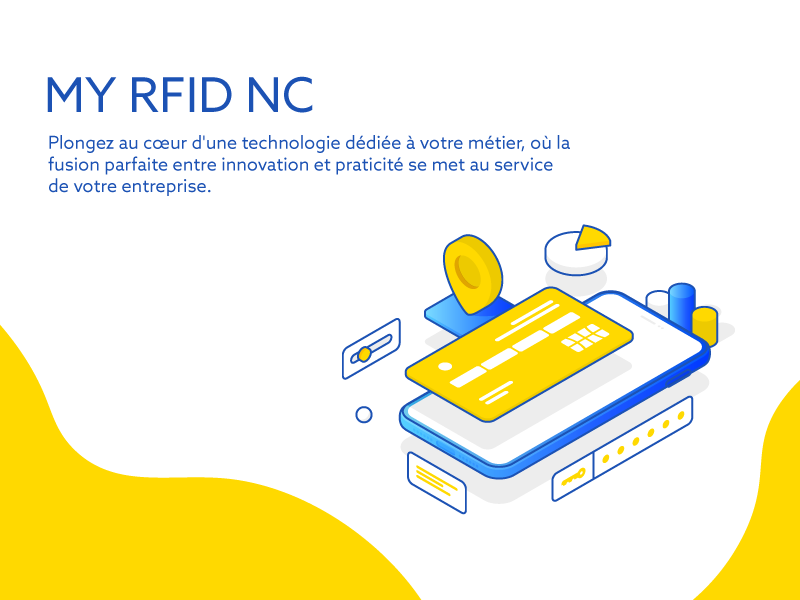 MY RFID NC
Plongez au cœur d'une technologie dédiée à votre métier, où la
fusion parfaite entre innovation et praticité se met au service
de votre entreprise.